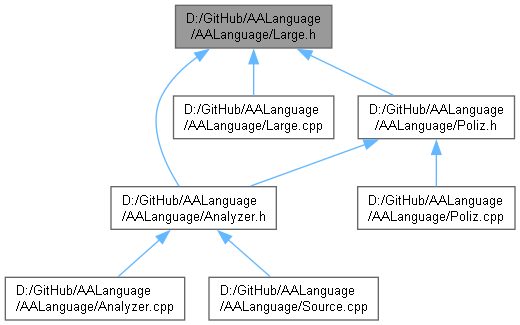 D:/GitHub/AALanguage
/AALanguage/Large.h
D:/GitHub/AALanguage
/AALanguage/Large.cpp
D:/GitHub/AALanguage
/AALanguage/Poliz.h
D:/GitHub/AALanguage
/AALanguage/Analyzer.h
D:/GitHub/AALanguage
/AALanguage/Poliz.cpp
D:/GitHub/AALanguage
/AALanguage/Analyzer.cpp
D:/GitHub/AALanguage
/AALanguage/Source.cpp